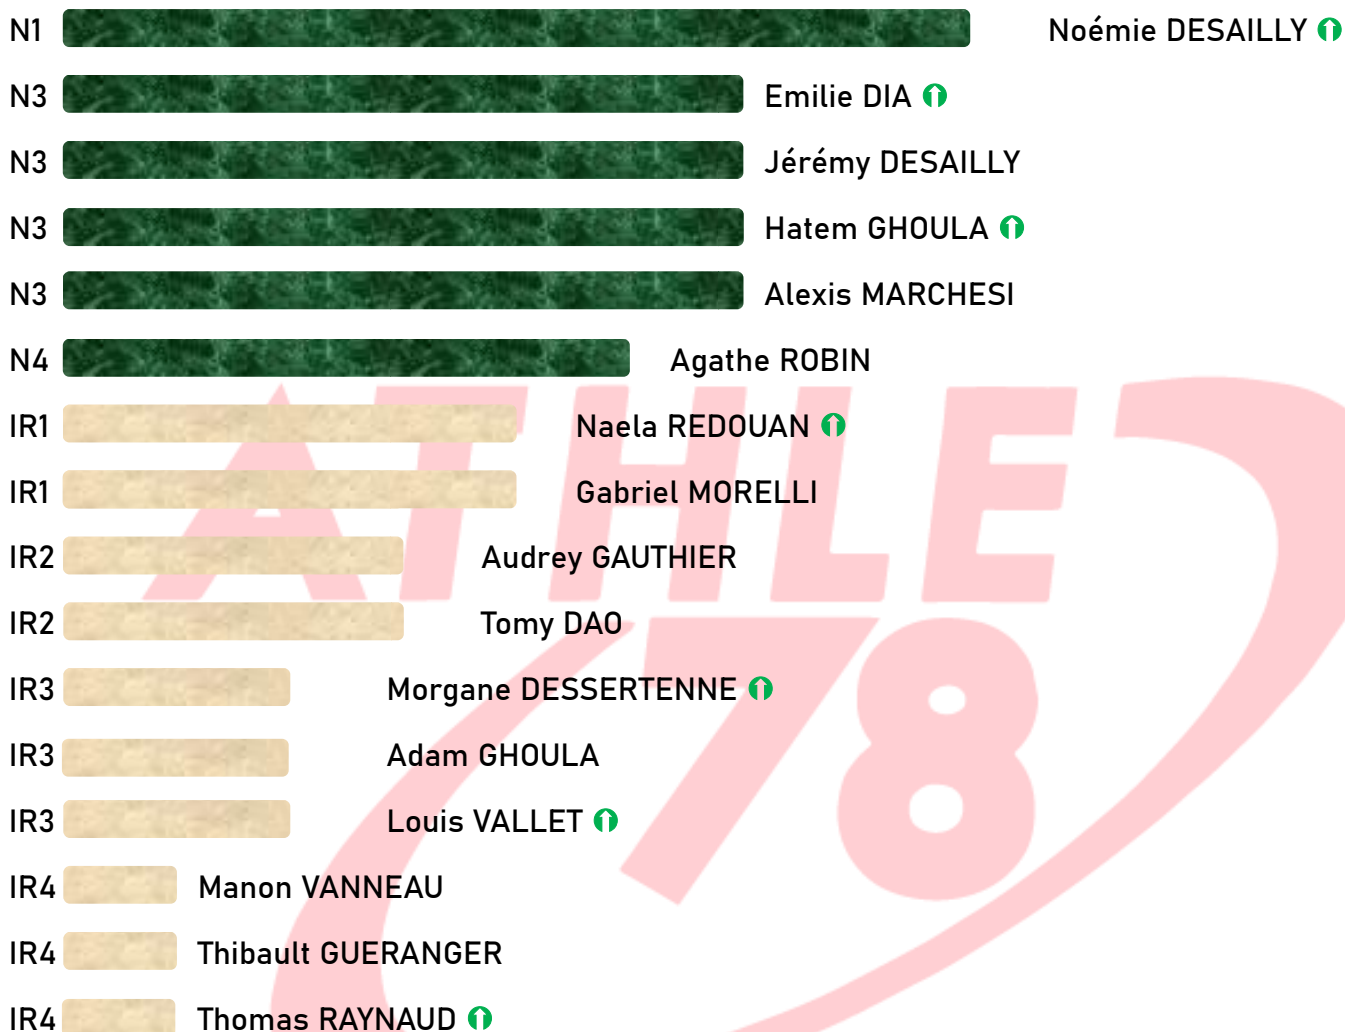 N1 Noémie DESAILLY
N3 Emilie DIA
N3 Jérémy DESAILLY
N3 Hatem GHOULA
N3 Alexis MARCHESI
N4 Agathe ROBIN
IR1 Naela REDOUAN
IR1 Gabriel MORELLI
IR2 Audrey GAUTHIER
IR2 Tomy DAO
IR3 Morgane DESSERTENNE
IR3 Adam GHOULA
IR3 Louis VALLET
IR4 Manon VANNEAU
IR4 Thibault GUERANGER
IR4 Thomas RAYNAUD
ATHLE
78